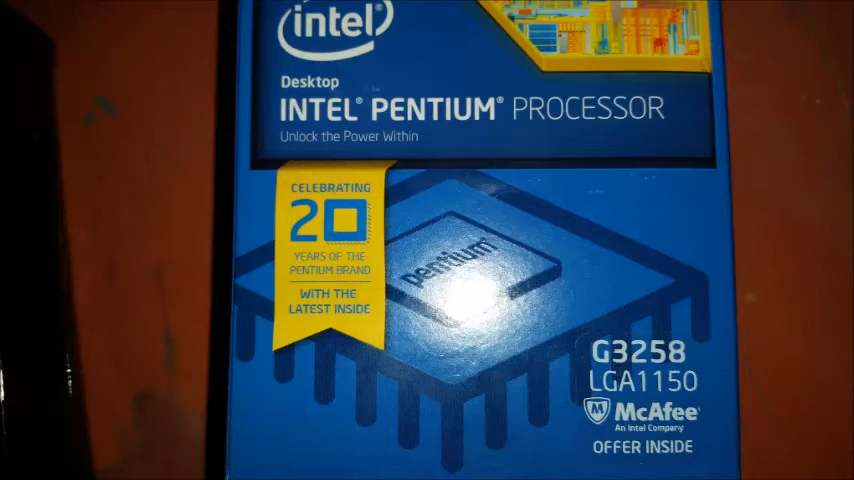 intel®
Desktop
INTEL® PENTIUM® PROCESSOR
Unlock the Power Within
CELEBRATING
20
YEARS OF THE
PENTIUM BRAND
WITH THE
LATEST INSIDE
pentium®
G3258
LGA1150
McAfee®
An Intel Company
OFFER INSIDE